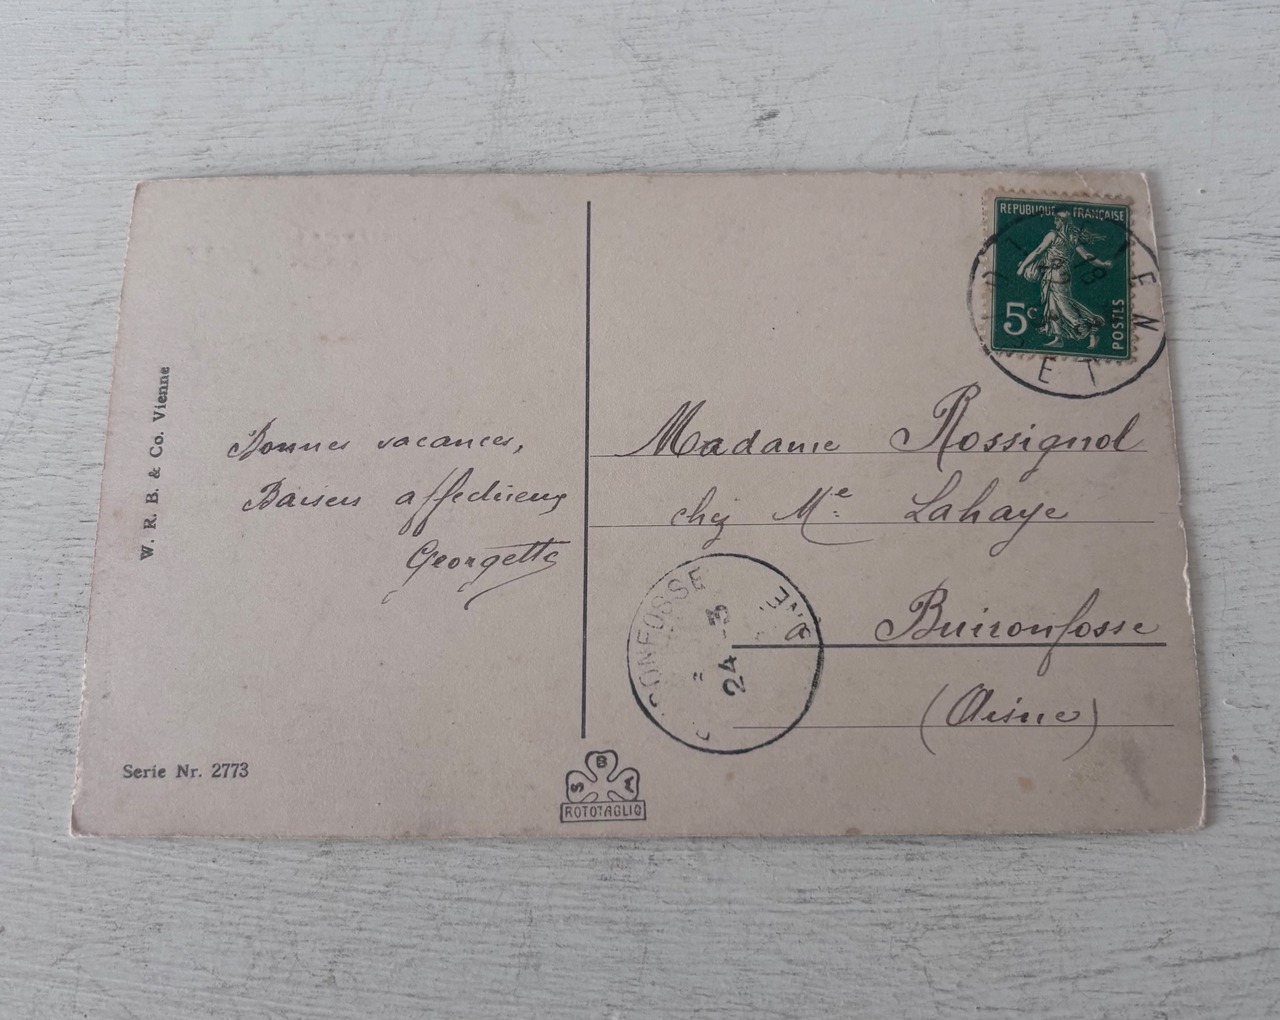 W. R. B. & Co. Vienne
Bonnes vacances,
Baisers affectueux
Georgette
Serie Nr. 2773
S B M
ROTOTAGLIO
REPUBLIQUE FRANÇAISE
5c
POSTES
Madame Rossignol
chez Me Lahaye
Buironfosse
(Aisne)
24 -3